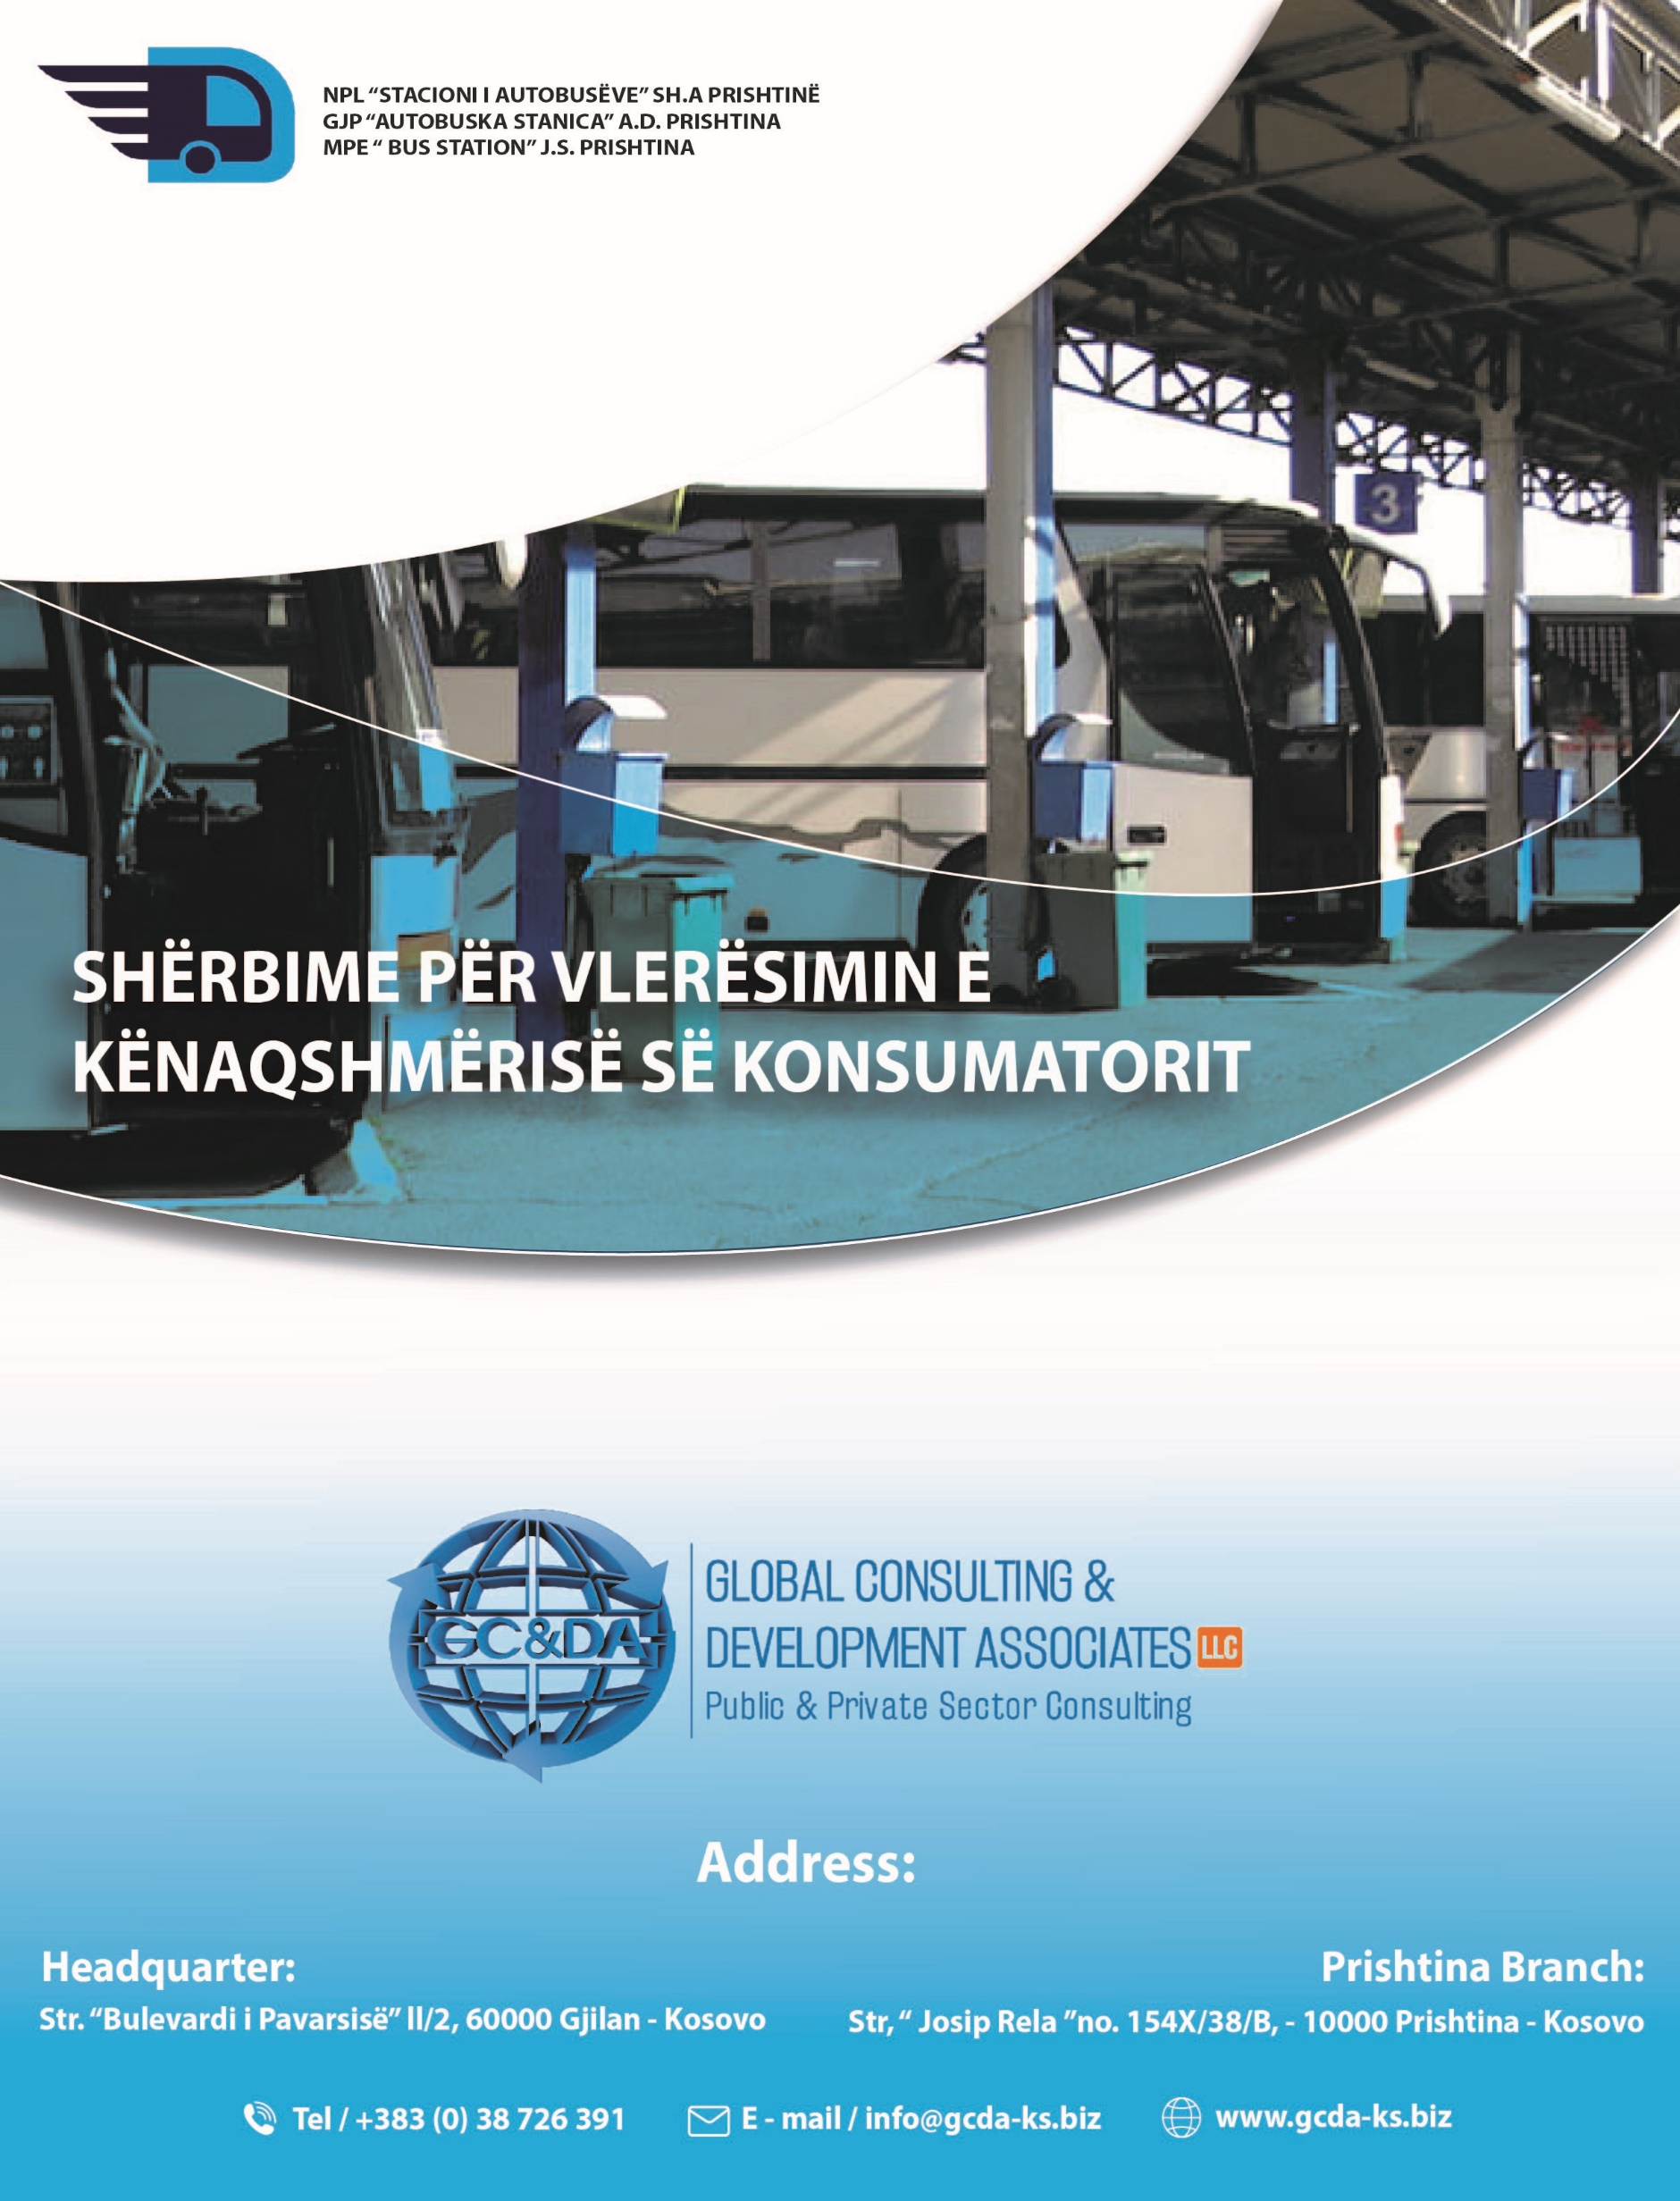 NPL “STACIONI I AUTOBUSËVE” SH.A PRISHTINË
GJP “AUTOBUSKA STANICA” A.D. PRISHTINA
MPE “ BUS STATION” J.S. PRISHTINA
3
SHËRBIME PËR VLERËSIMIN E
KËNAQSHMËRISË SË KONSUMATORIT
GC&DA
GLOBAL CONSULTING &
DEVELOPMENT ASSOCIATES LLC
Public & Private Sector Consulting
Address:
Headquarter:
Str. “Bulevardi i Pavarsisë” ll/2, 60000 Gjilan - Kosovo
Prishtina Branch:
Str, “ Josip Rela ”no. 154X/38/B, - 10000 Prishtina - Kosovo
Tel / +383 (0) 38 726 391
E - mail / info@gcda-ks.biz
www.gcda-ks.biz